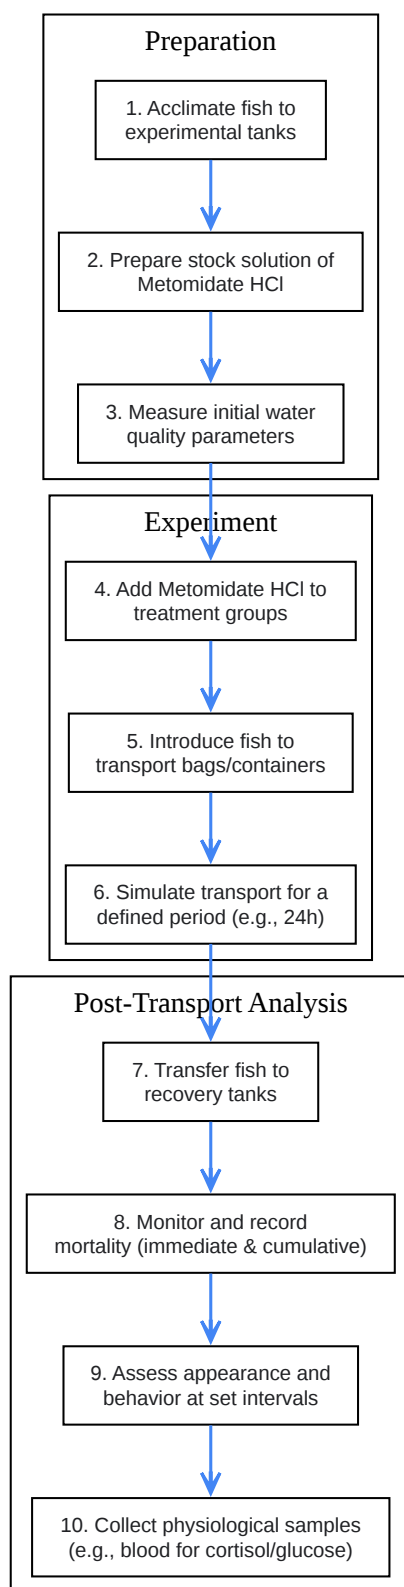 Preparation
1. Acclimate fish to
experimental tanks
2. Prepare stock solution of
Metomidate HCl
3. Measure initial water
quality parameters
Experiment
4. Add Metomidate HCl to
treatment groups
5. Introduce fish to
transport bags/containers
6. Simulate transport for a
defined period (e.g., 24h)
Post-Transport Analysis
7. Transfer fish to
recovery tanks
8. Monitor and record
mortality (immediate & cumulative)
9. Assess appearance and
behavior at set intervals
10. Collect physiological samples
(e.g., blood for cortisol/glucose)